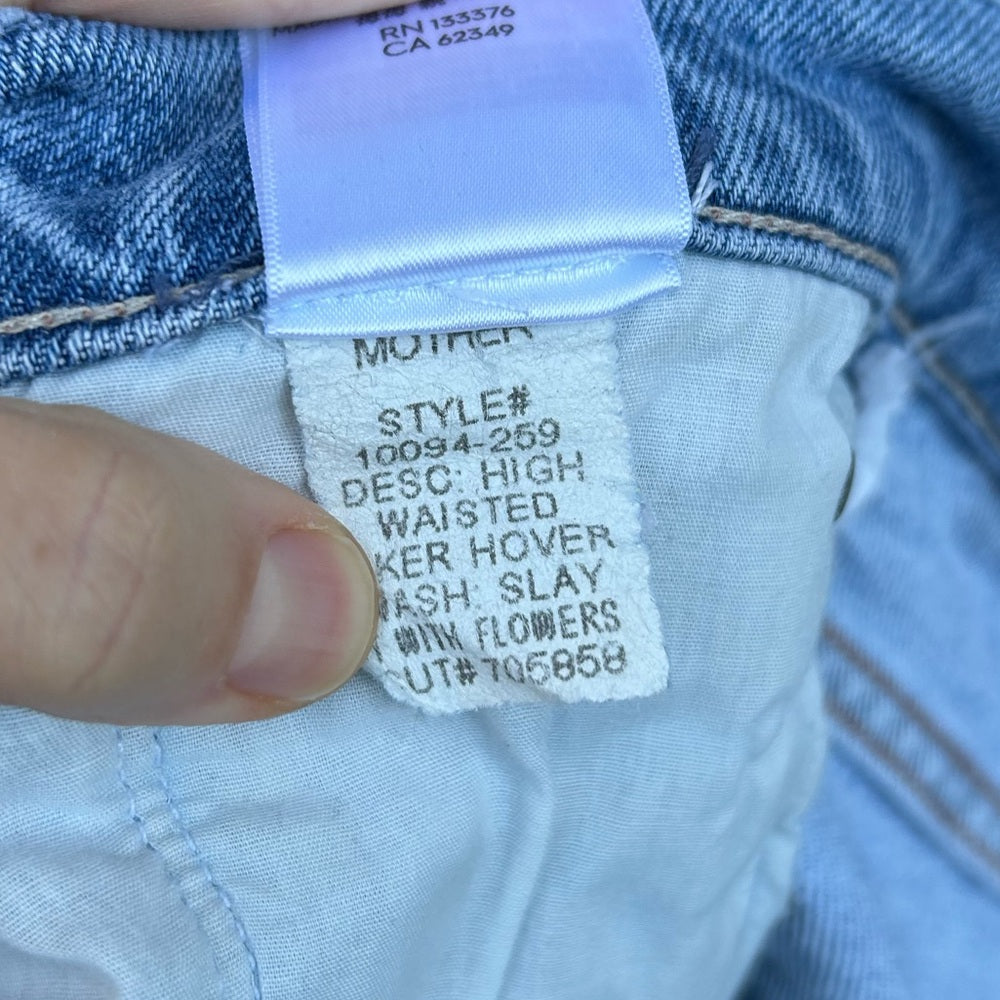 RN 133376
CA 62349
MOTHER
STYLE#
10094-259
DESC: HIGH
WAISTED
KER HOVER
ASH: SLAY
WITH FLOWERS
UT# 705858